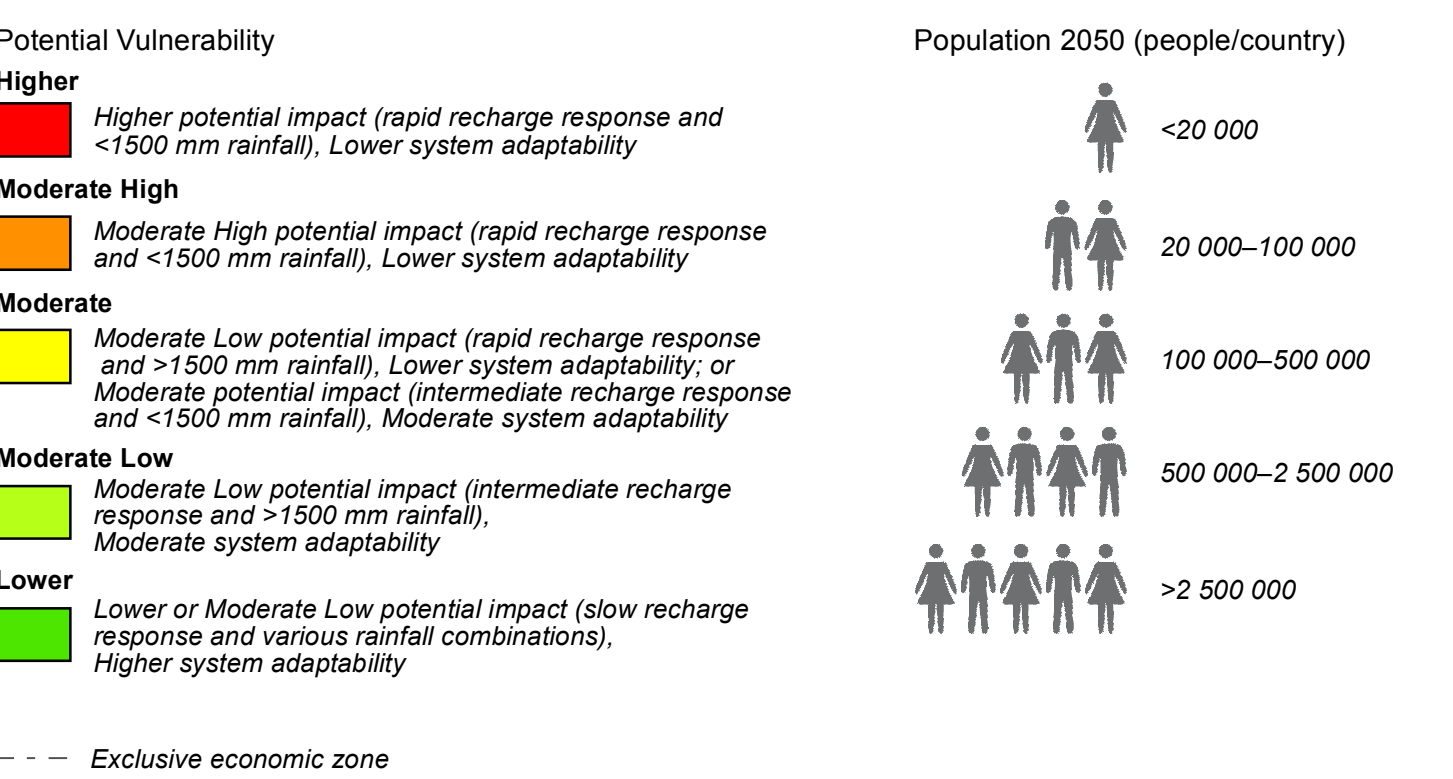 Potential Vulnerability
Higher
Higher potential impact (rapid recharge response and
<1500 mm rainfall), Lower system adaptability
Moderate High
Moderate High potential impact (rapid recharge response
and <1500 mm rainfall), Lower system adaptability
Moderate
Moderate Low potential impact (rapid recharge response
and >1500 mm rainfall), Lower system adaptability; or
Moderate potential impact (intermediate recharge response
and <1500 mm rainfall), Moderate system adaptability
Moderate Low
Moderate Low potential impact (intermediate recharge
response and >1500 mm rainfall),
Moderate system adaptability
Lower
Lower or Moderate Low potential impact (slow recharge
response and various rainfall combinations),
Higher system adaptability
Exclusive economic zone
Population 2050 (people/country)
<20 000
20 000–100 000
100 000–500 000
500 000–2 500 000
>2 500 000